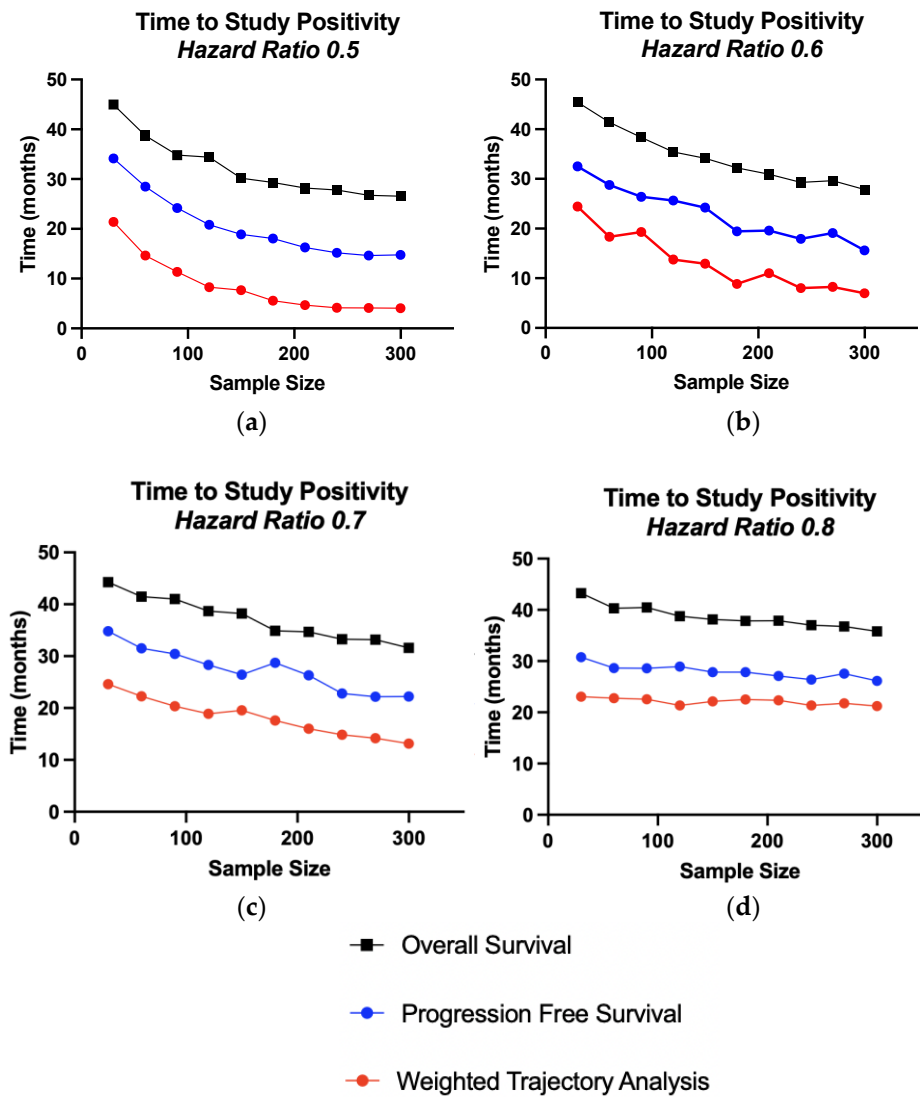 Time to Study Positivity
Hazard Ratio 0.5
50
40
30
20
10
0
Time (months)
0 100 200 300
Sample Size
(a)
Time to Study Positivity
Hazard Ratio 0.6
50
40
30
20
10
0
Time (months)
0 100 200 300
Sample Size
(b)
Time to Study Positivity
Hazard Ratio 0.7
50
40
30
20
10
0
Time (months)
0 100 200 300
Sample Size
(c)
Time to Study Positivity
Hazard Ratio 0.8
50
40
30
20
10
0
Time (months)
0 100 200 300
Sample Size
(d)
Overall Survival
Progression Free Survival
Weighted Trajectory Analysis